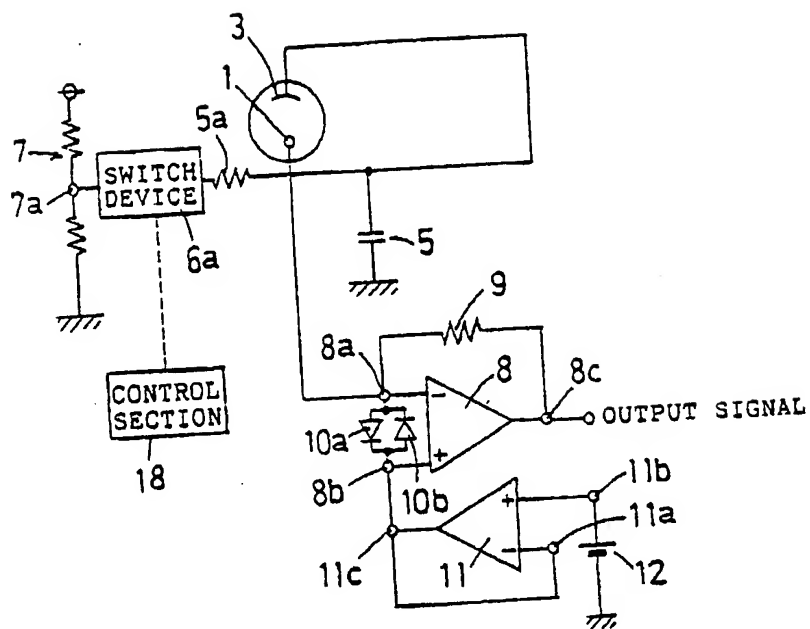 3
1
5a
7
7a
SWITCH
DEVICE
6a
5
9
8a
8
8c
CONTROL
SECTION
18
10a
−
+
OUTPUT SIGNAL
8b
10b
11b
+
11a
11c
11
−
12